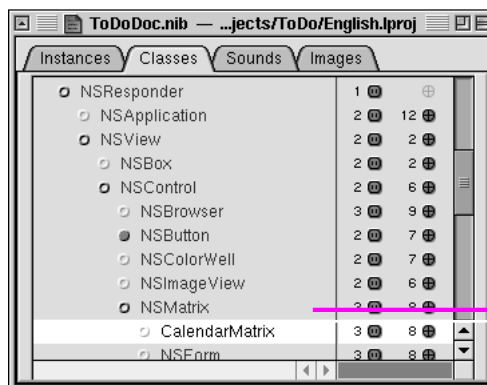 ToDoDoc.nib — ...jects/ToDo/English.lproj
Instances Classes Sounds Images
NSResponder 1
NSApplication 2 12
NSView 2 2
NSBox 2 2
NSControl 2 6
NSBrowser 3 9
NSButton 2 7
NSColorWell 2 7
NSImageView 2 6
NSMatrix 3 8
CalendarMatrix 3 8
NSForm 3 8